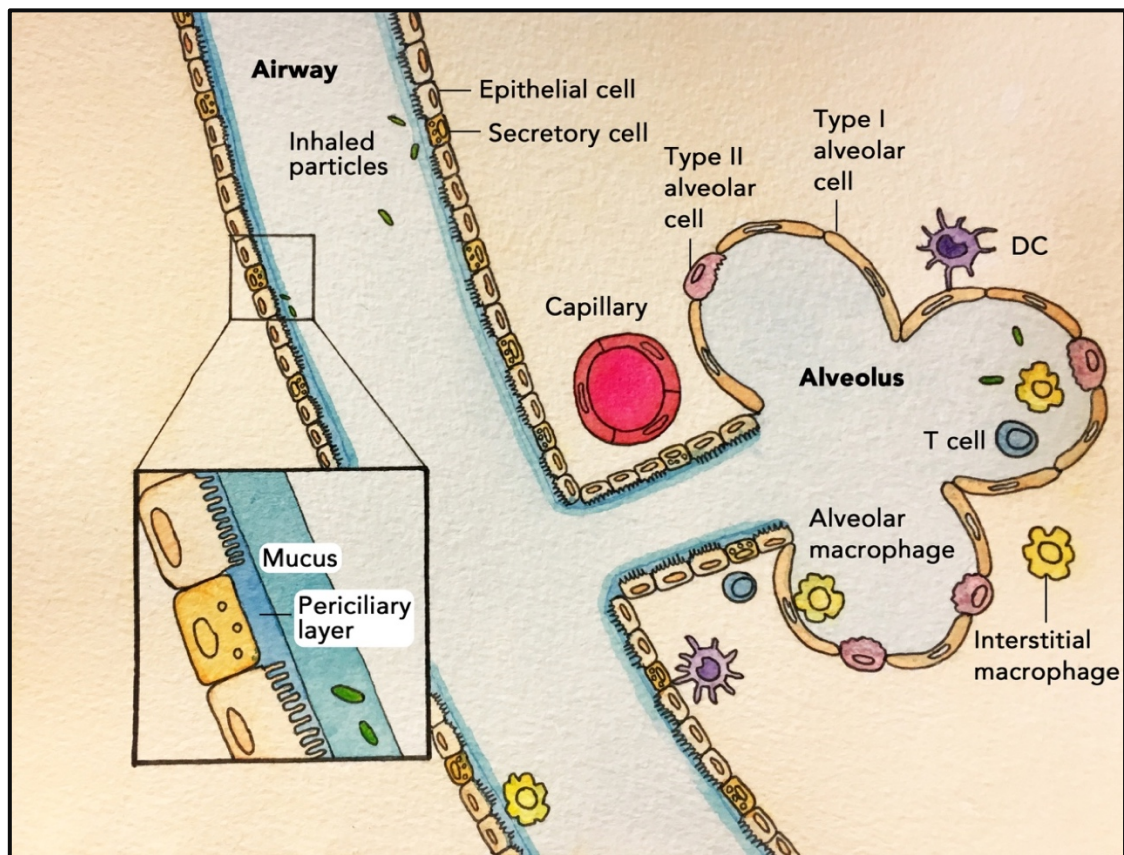 Airway
Inhaled
particles
Epithelial cell
Secretory cell
Type II
alveolar
cell
Type I
alveolar
cell
DC
Capillary
Alveolus
T cell
Alveolar
macrophage
Interstitial
macrophage
Mucus
Periciliary
layer